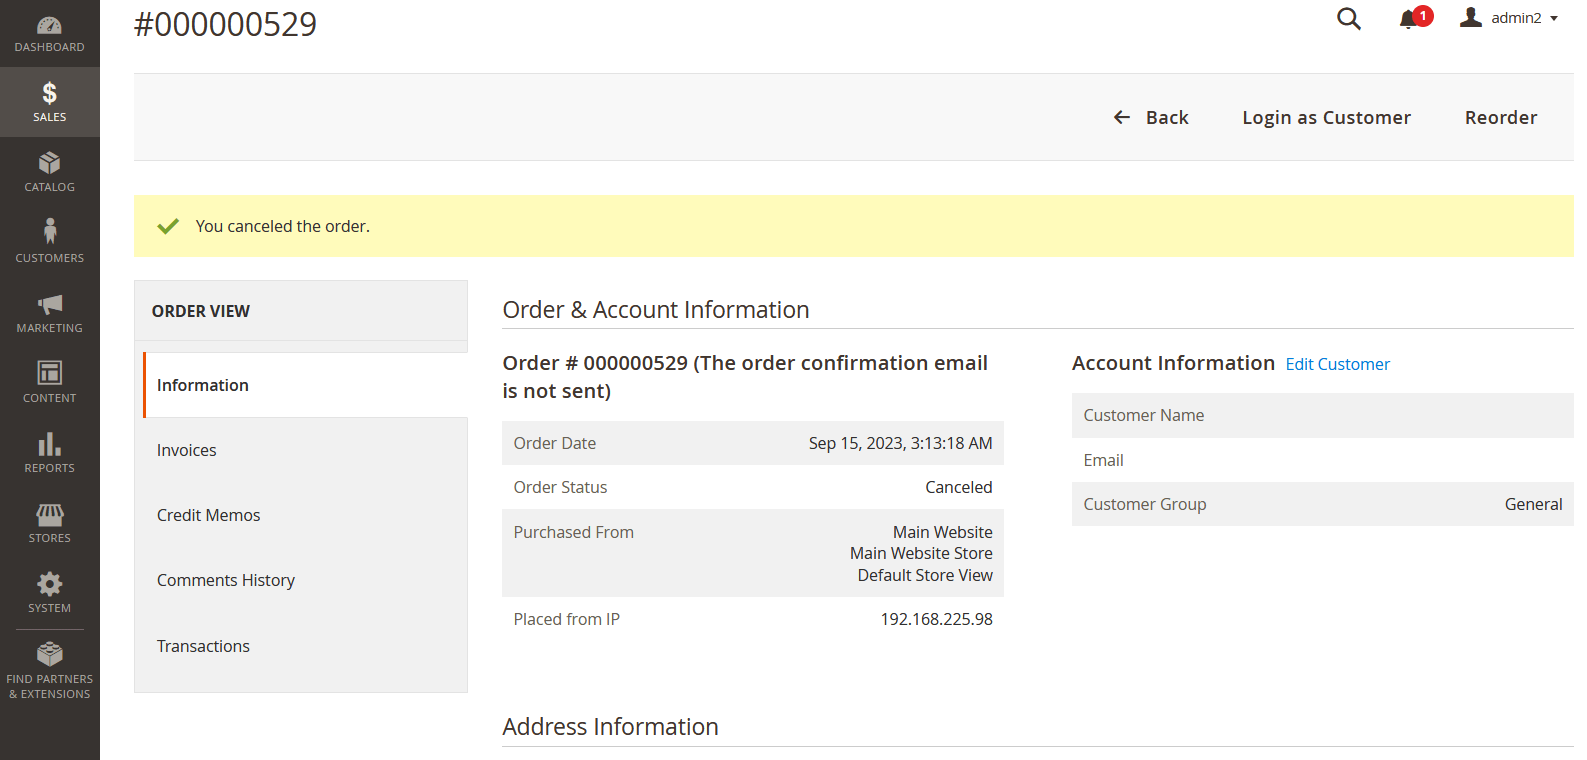 #000000529
1
admin2
DASHBOARD
SALES
CATALOG
CUSTOMERS
MARKETING
CONTENT
REPORTS
STORES
SYSTEM
FIND PARTNERS
& EXTENSIONS
Back
Login as Customer
Reorder
You canceled the order.
ORDER VIEW
Information
Invoices
Credit Memos
Comments History
Transactions
Order & Account Information
Order # 000000529 (The order confirmation email
is not sent)
Order Date Sep 15, 2023, 3:13:18 AM
Order Status Canceled
Purchased From Main Website
Main Website Store
Default Store View
Placed from IP 192.168.225.98
Account Information Edit Customer
Customer Name
Email
Customer Group General
Address Information